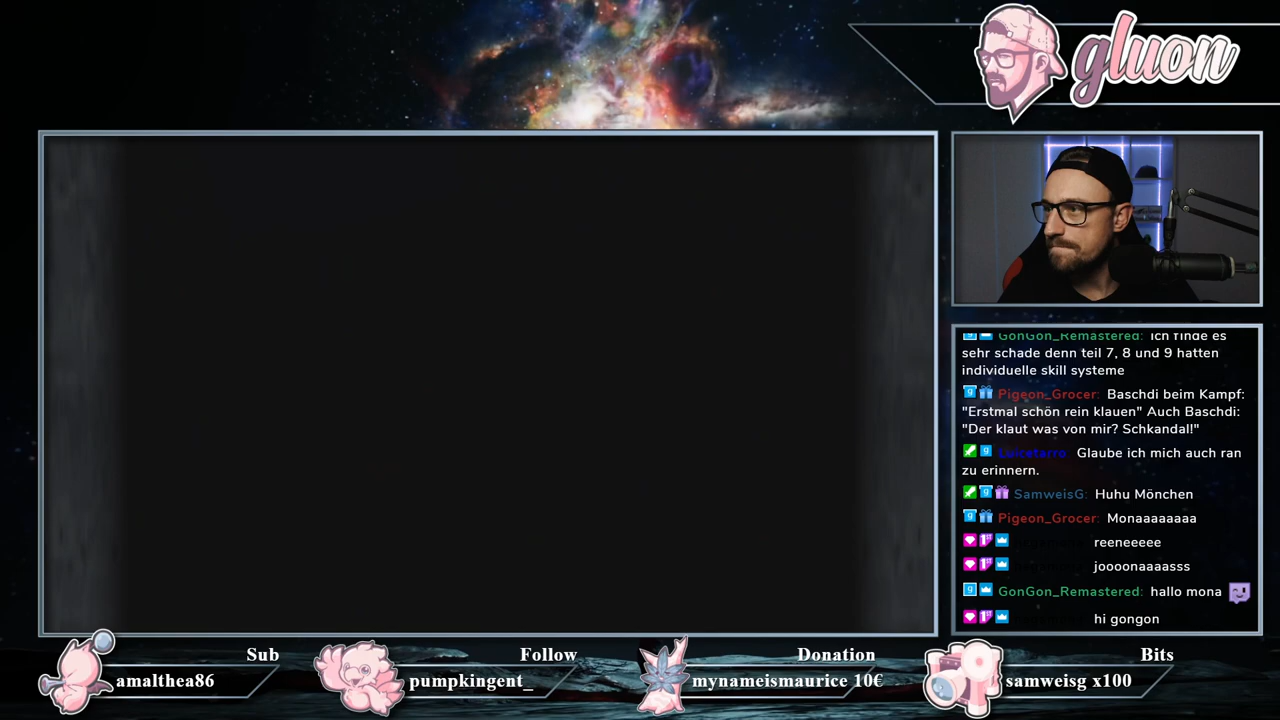 gluon
GonGon_Remastered: Ich finde es
sehr schade denn teil 7, 8 und 9 hatten
individuelle skill systeme
Pigeon_Grocer: Baschdi beim Kampf:
"Erstmal schön rein klauen" Auch Baschdi:
"Der klaut was von mir? Schkandal!"
Luicetarro: Glaube ich mich auch ran
zu erinnern.
SamweisG: Huhu Mönchen
Pigeon_Grocer: Monaaaaaaaa
reeneeeee
joooonaaaasss
GonGon_Remastered: hallo mona
hi gongon
Sub
amalthea86
Follow
pumpkingent_
Donation
mynameismaurice 10€
Bits
samweisg x100